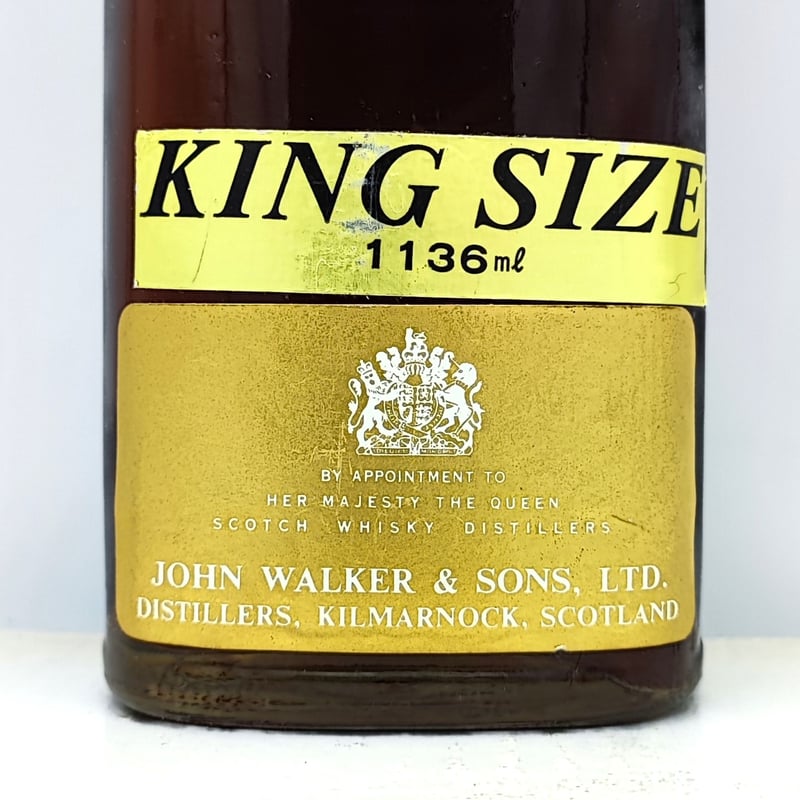 KING SIZE
1136ml
BY APPOINTMENT TO
HER MAJESTY THE QUEEN
SCOTCH WHISKY DISTILLERS
JOHN WALKER & SONS, LTD.
DISTILLERS, KILMARNOCK, SCOTLAND